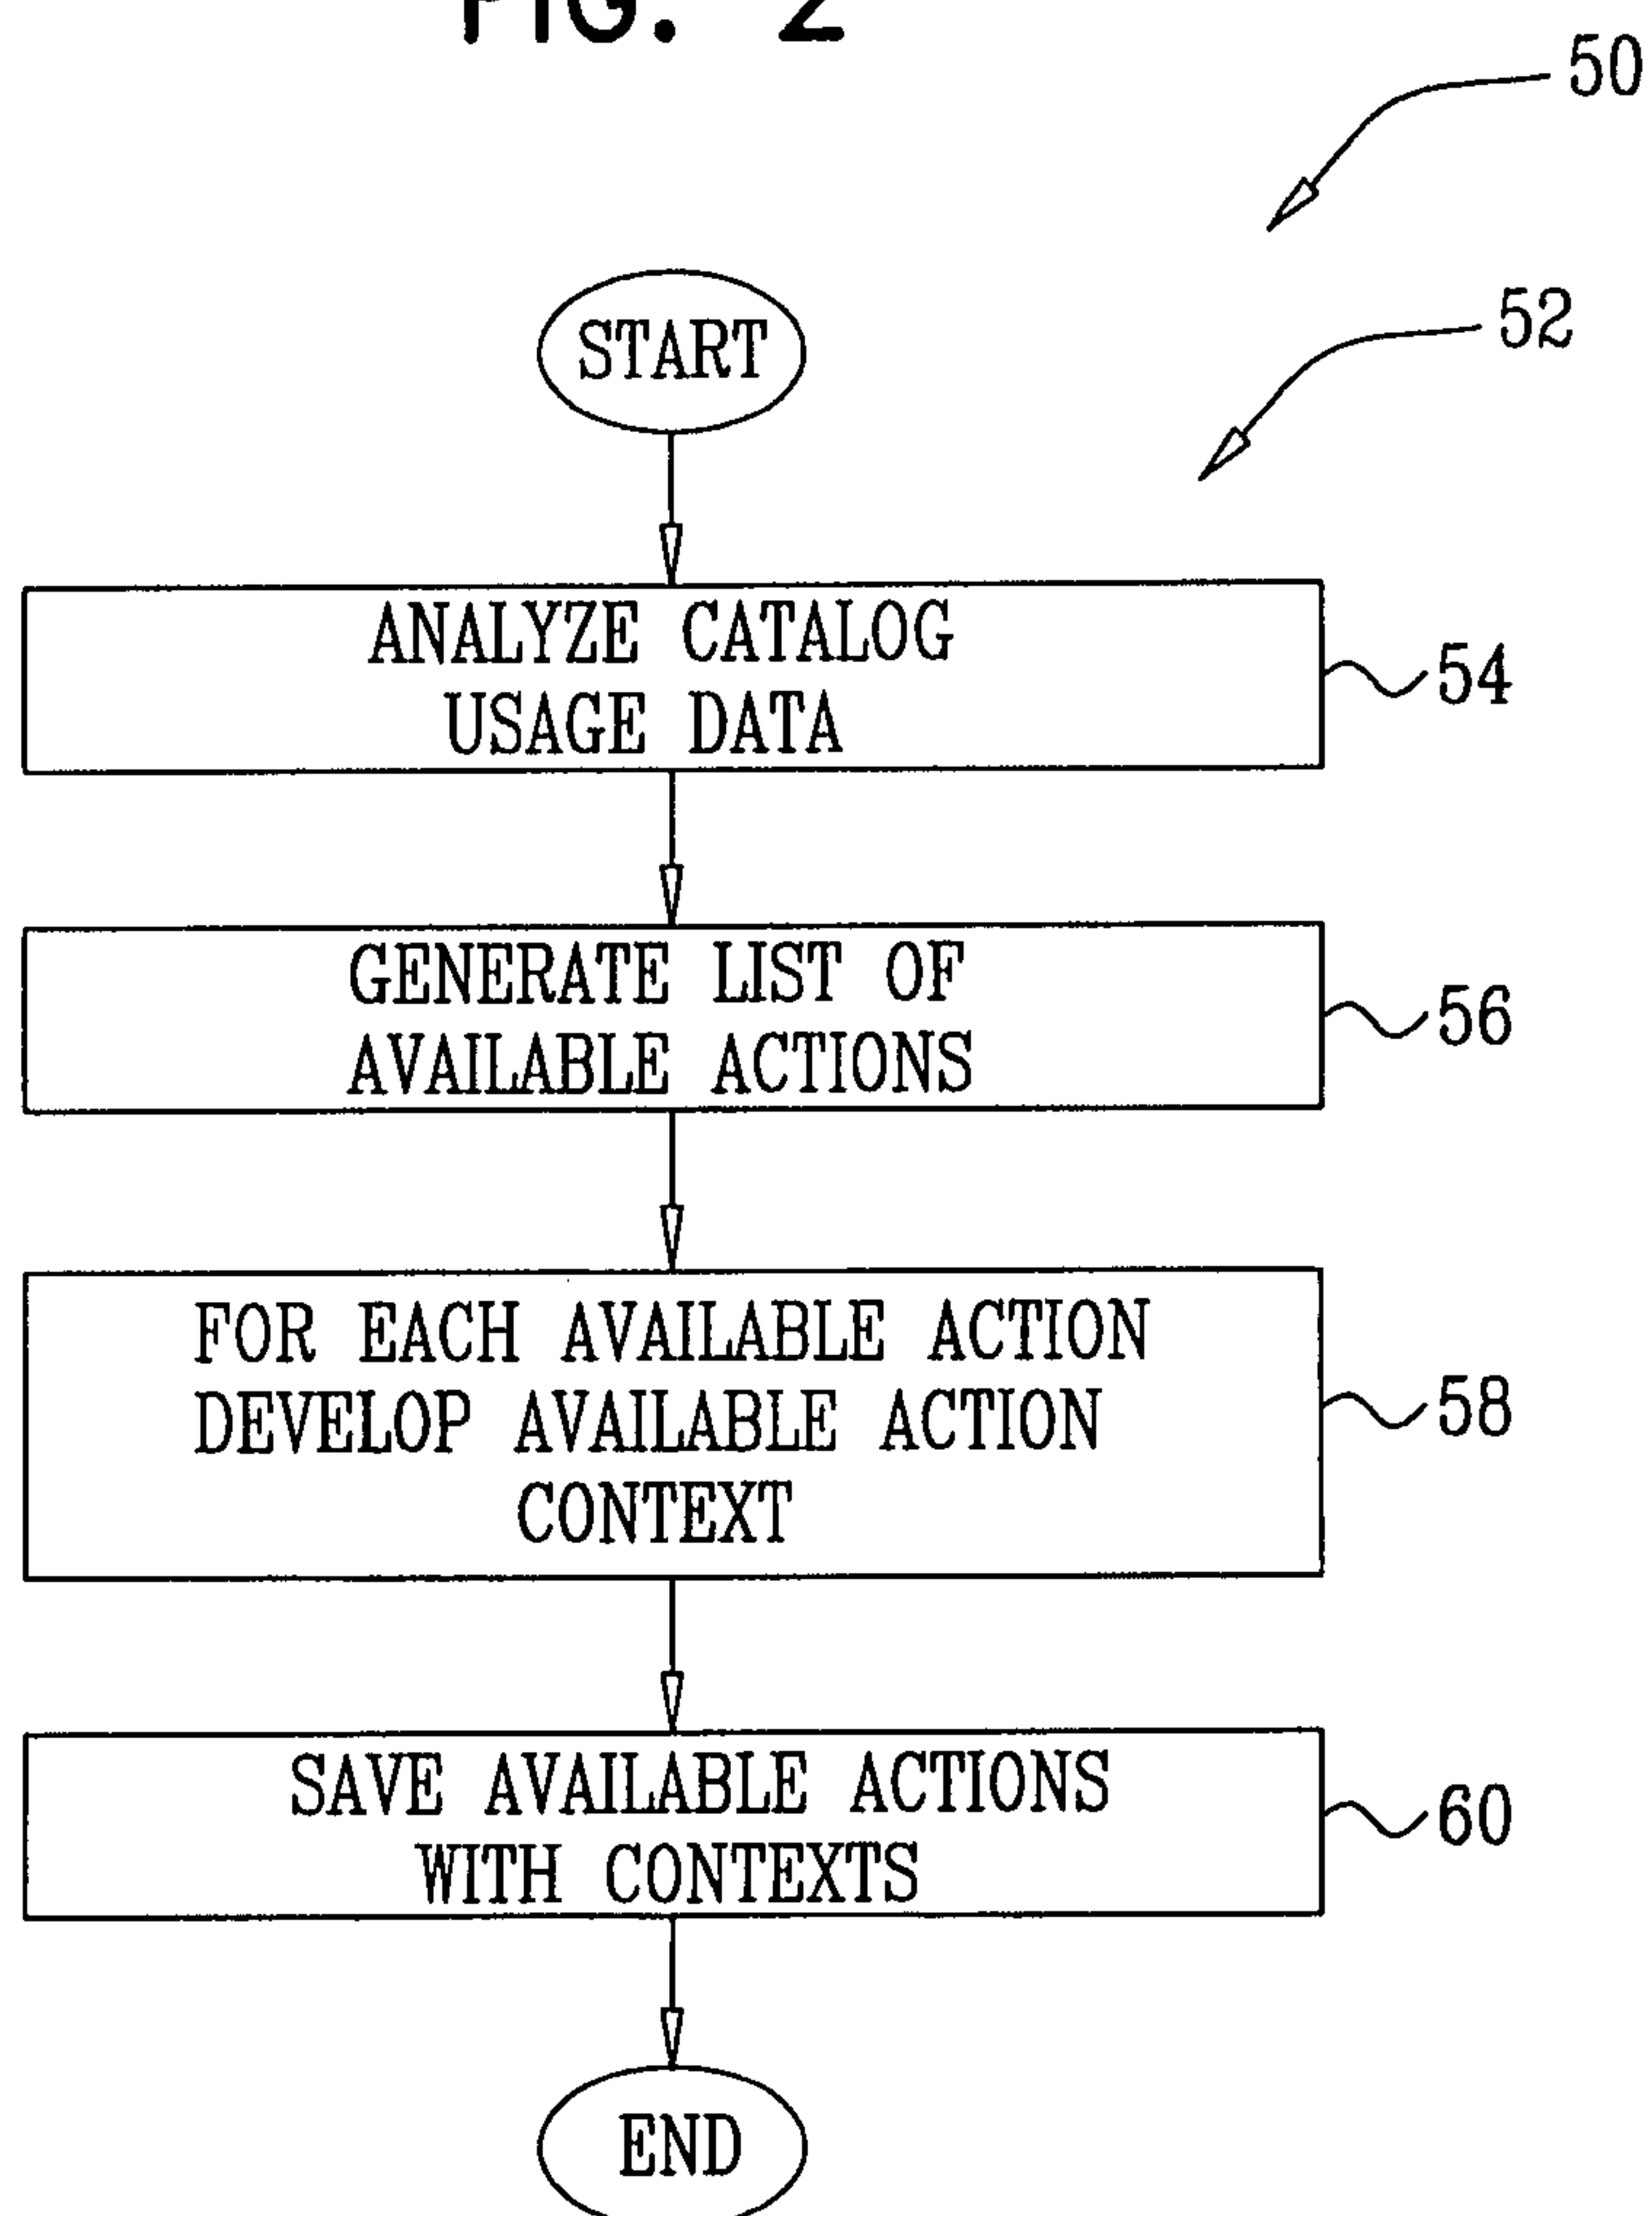 FIG. 2
50
START
52
ANALYZE CATALOG
USAGE DATA
54
GENERATE LIST OF
AVAILABLE ACTIONS
56
FOR EACH AVAILABLE ACTION
DEVELOP AVAILABLE ACTION
CONTEXT
58
SAVE AVAILABLE ACTIONS
WITH CONTEXTS
60
END